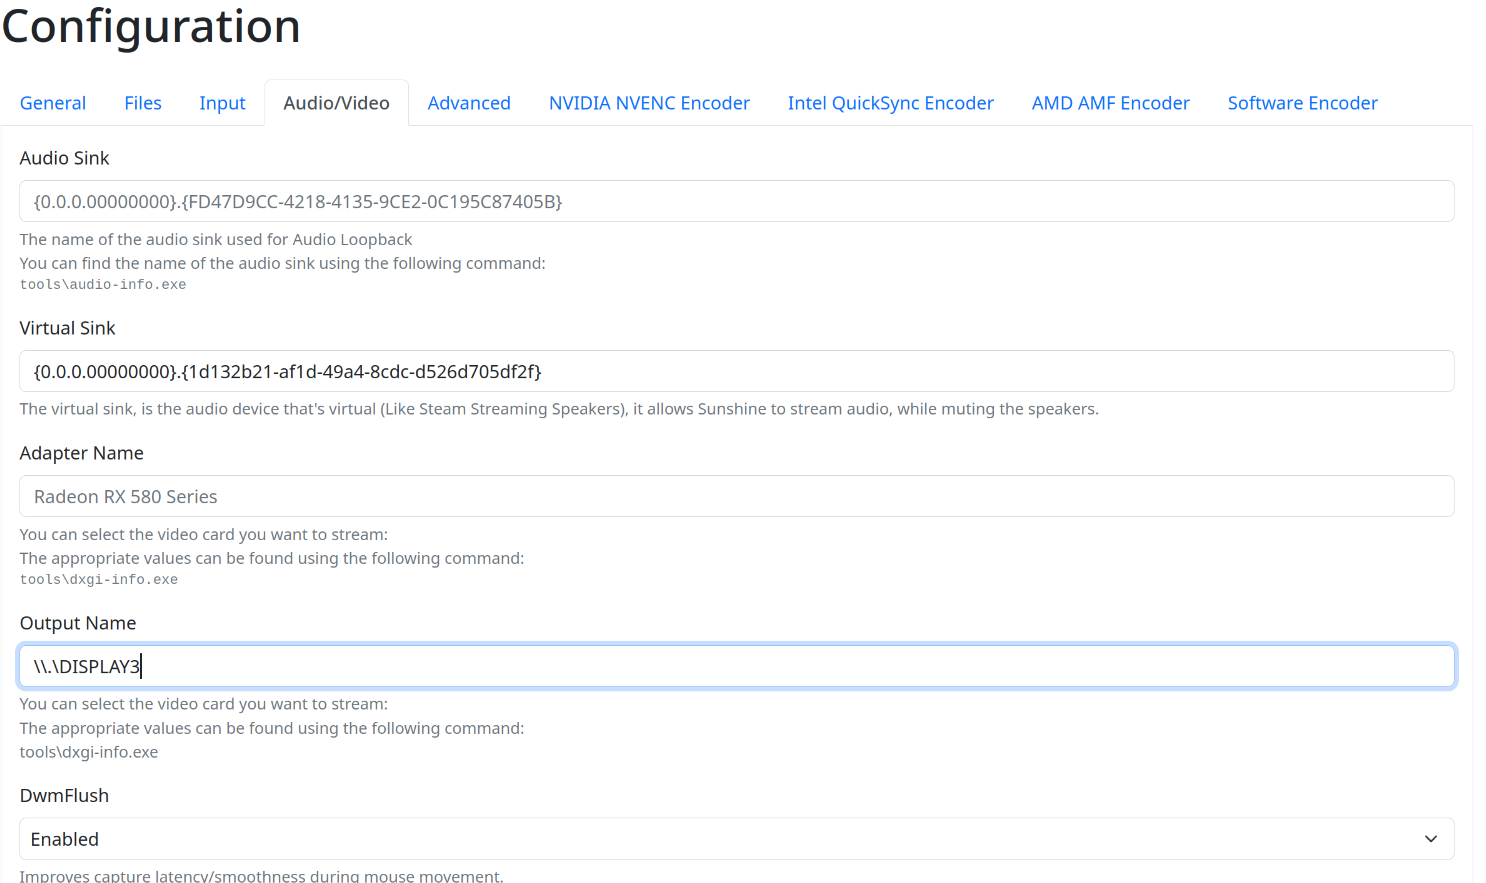 Configuration
General Files Input Audio/Video Advanced NVIDIA NVENC Encoder Intel QuickSync Encoder AMD AMF Encoder Software Encoder
Audio Sink
{0.0.0.00000000}.{FD47D9CC-4218-4135-9CE2-0C195C87405B}
The name of the audio sink used for Audio Loopback
You can find the name of the audio sink using the following command:
tools\audio-info.exe
Virtual Sink
{0.0.0.00000000}.{1d132b21-af1d-49a4-8cdc-d526d705df2f}
The virtual sink, is the audio device that's virtual (Like Steam Streaming Speakers), it allows Sunshine to stream audio, while muting the speakers.
Adapter Name
Radeon RX 580 Series
You can select the video card you want to stream:
The appropriate values can be found using the following command:
tools\dxgi-info.exe
Output Name
\\.\DISPLAY3
You can select the video card you want to stream:
The appropriate values can be found using the following command:
tools\dxgi-info.exe
DwmFlush
Enabled
Improves capture latency/smoothness during mouse movement.